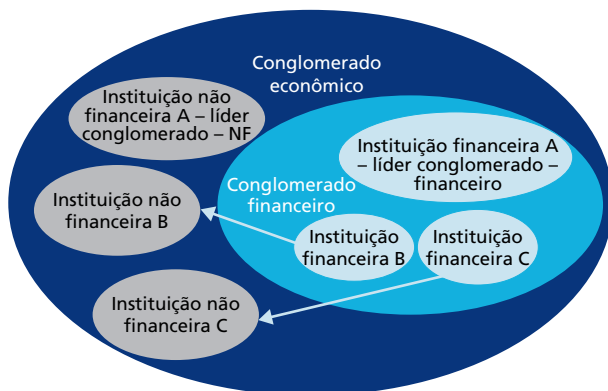 Conglomerado
econômico
Instituição não
financeira A – líder
conglomerado – NF
Instituição financeira A
– líder conglomerado –
financeiro
Conglomerado
financeiro
Instituição não
financeira B
Instituição
financeira B
Instituição
financeira C
Instituição não
financeira C